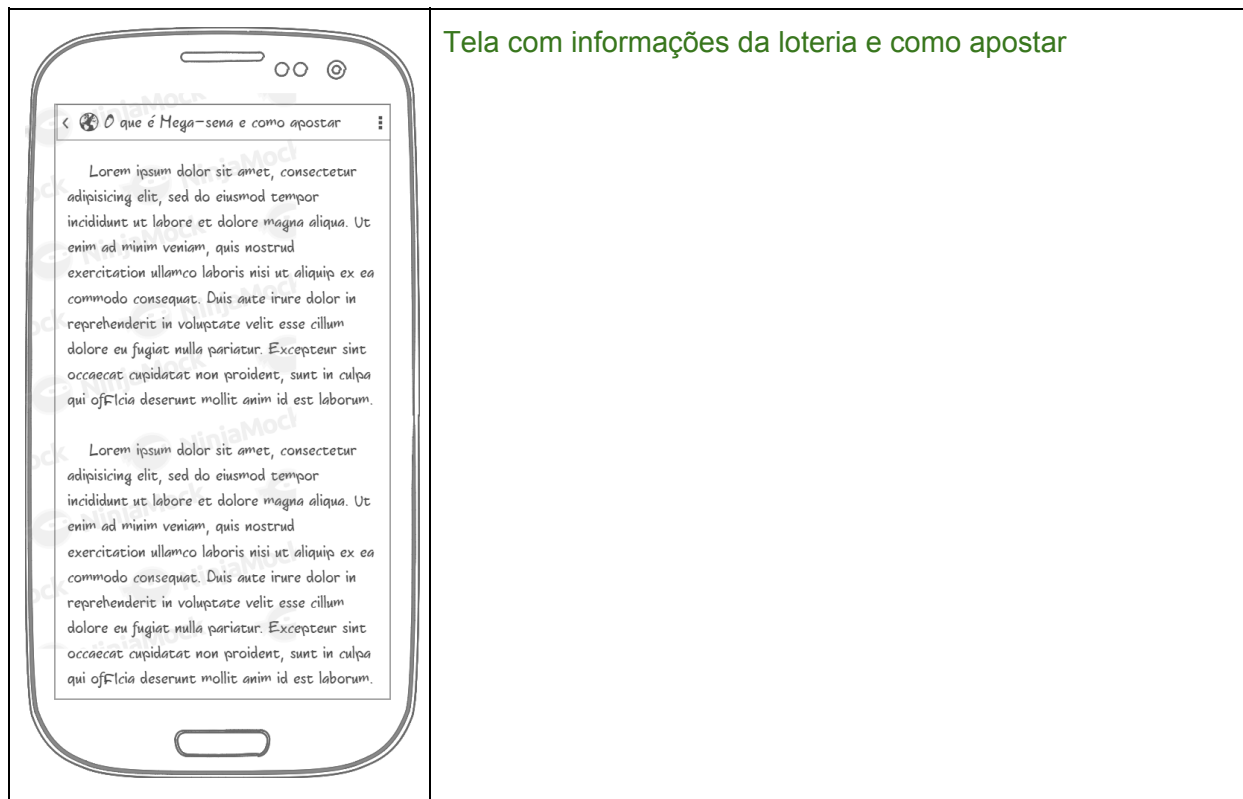 Tela com informações da loteria e como apostar
O que é Mega-sena e como apostar
Lorem ipsum dolor sit amet, consectetur
adipisicing elit, sed do eiusmod tempor
incididunt ut labore et dolore magna aliqua. Ut
enim ad minim veniam, quis nostrud
exercitation ullamco laboris nisi ut aliquip ex ea
commodo consequat. Duis aute irure dolor in
reprehenderit in voluptate velit esse cillum
dolore eu fugiat nulla pariatur. Excepteur sint
occaecat cupidatat non proident, sunt in culpa
qui ofFIcia deserunt mollit anim id est laborum.
Lorem ipsum dolor sit amet, consectetur
adipisicing elit, sed do eiusmod tempor
incididunt ut labore et dolore magna aliqua. Ut
enim ad minim veniam, quis nostrud
exercitation ullamco laboris nisi ut aliquip ex ea
commodo consequat. Duis aute irure dolor in
reprehenderit in voluptate velit esse cillum
dolore eu fugiat nulla pariatur. Excepteur sint
occaecat cupidatat non proident, sunt in culpa
qui ofFIcia deserunt mollit anim id est laborum.